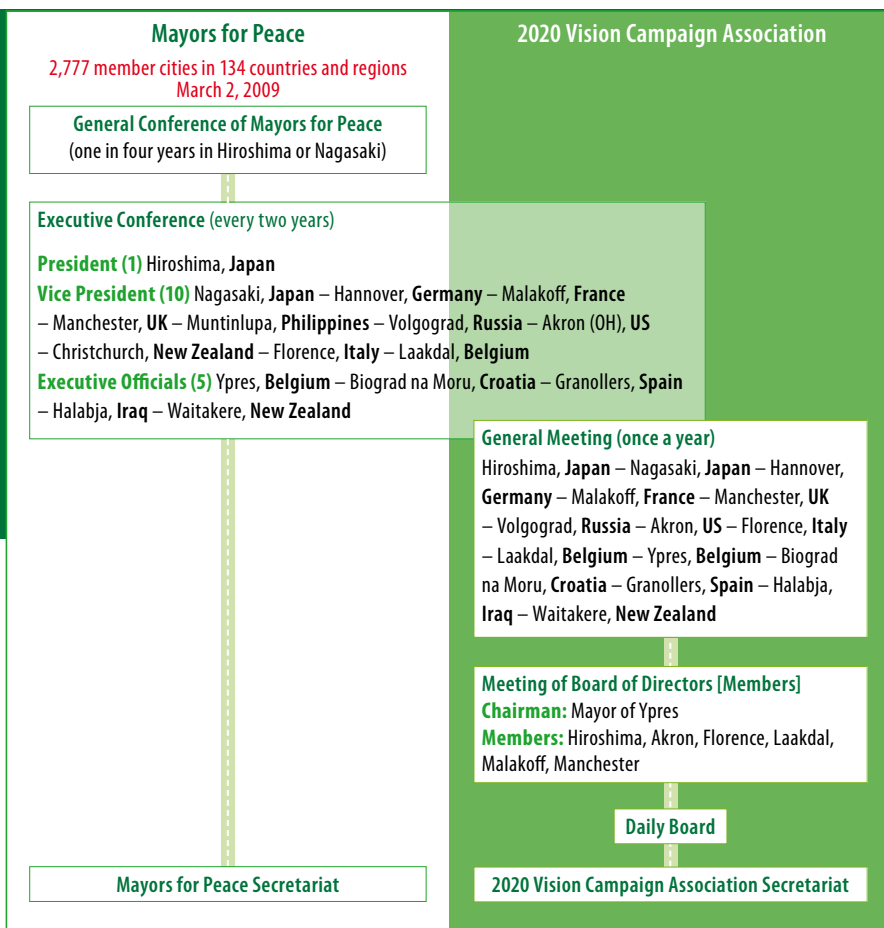 Mayors for Peace
2,777 member cities in 134 countries and regions
March 2, 2009
General Conference of Mayors for Peace
(one in four years in Hiroshima or Nagasaki)
2020 Vision Campaign Association
Executive Conference (every two years)
President (1) Hiroshima, Japan
Vice President (10) Nagasaki, Japan – Hannover, Germany – Malakoff, France
– Manchester, UK – Muntinlupa, Philippines – Volgograd, Russia – Akron (OH), US
– Christchurch, New Zealand – Florence, Italy – Laakdal, Belgium
Executive Officials (5) Ypres, Belgium – Biograd na Moru, Croatia – Granollers, Spain
– Halabja, Iraq – Waitakere, New Zealand
General Meeting (once a year)
Hiroshima, Japan – Nagasaki, Japan – Hannover,
Germany – Malakoff, France – Manchester, UK
– Volgograd, Russia – Akron, US – Florence, Italy
– Laakdal, Belgium – Ypres, Belgium – Biograd
na Moru, Croatia – Granollers, Spain – Halabja,
Iraq – Waitakere, New Zealand
Meeting of Board of Directors [Members]
Chairman: Mayor of Ypres
Members: Hiroshima, Akron, Florence, Laakdal,
Malakoff, Manchester
Daily Board
Mayors for Peace Secretariat
2020 Vision Campaign Association Secretariat